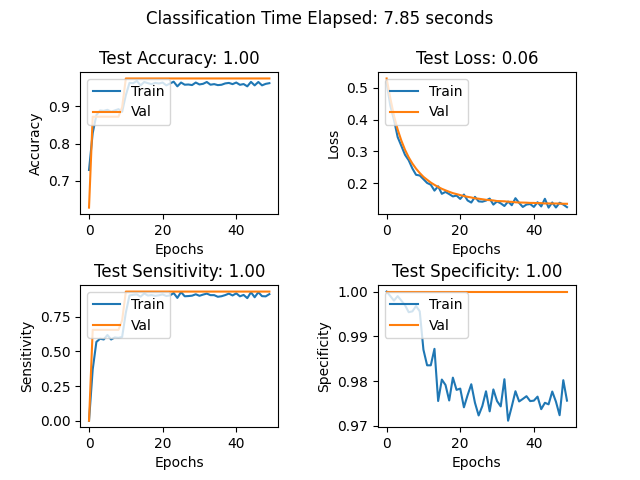 Classification Time Elapsed: 7.85 seconds
Test Accuracy: 1.00
Accuracy
0.9
0.8
0.7
Train
Val
0
20
40
Epochs
Test Loss: 0.06
Loss
0.5
0.4
0.3
0.2
Train
Val
0
20
40
Epochs
Test Sensitivity: 1.00
Sensitivity
0.75
0.50
0.25
0.00
Train
Val
0
20
40
Epochs
Test Specificity: 1.00
Specificity
1.00
0.99
0.98
0.97
Train
Val
0
20
40
Epochs